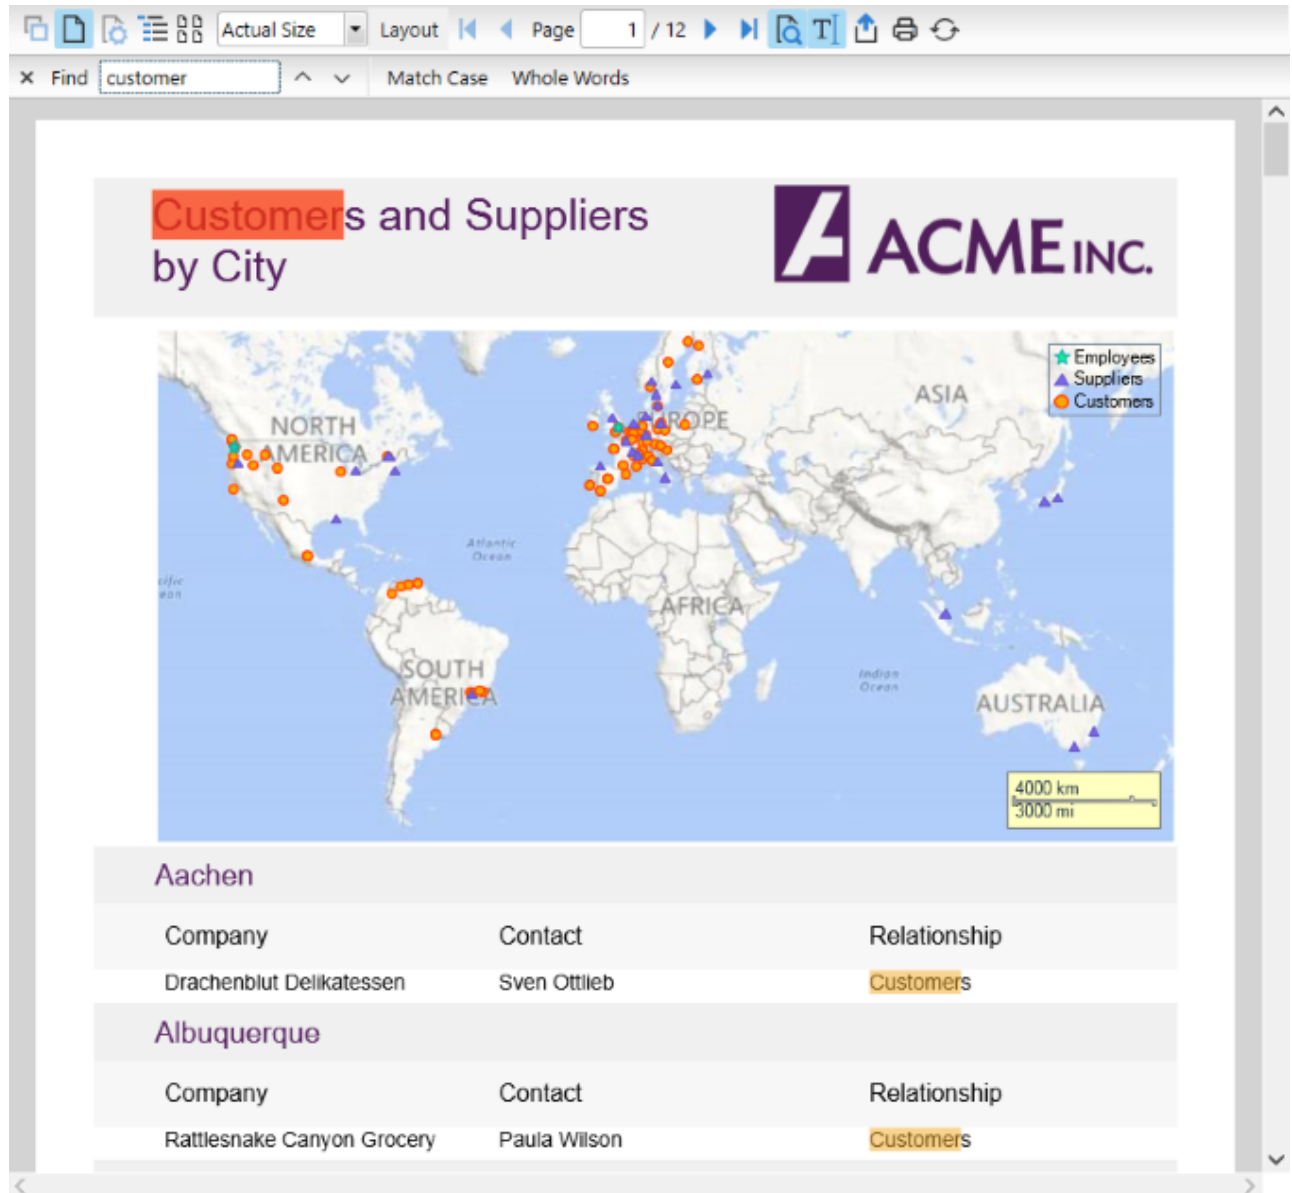 Actual Size Layout Page 1 / 12 T
Find customer Match Case Whole Words
Customers and Suppliers
by City
ACME INC.
Employees
Suppliers
Customers
ASIA
NORTH
AMERICA
EUROPE
Atlantic
Ocean
AFRICA
SOUTH
AMERICA
Indian
Ocean
AUSTRALIA
4000 km
3000 mi
Aachen
Company Contact Relationship
Drachenblut Delikatessen Sven Ottlieb Customers
Albuquerque
Company Contact Relationship
Rattlesnake Canyon Grocery Paula Wilson Customers